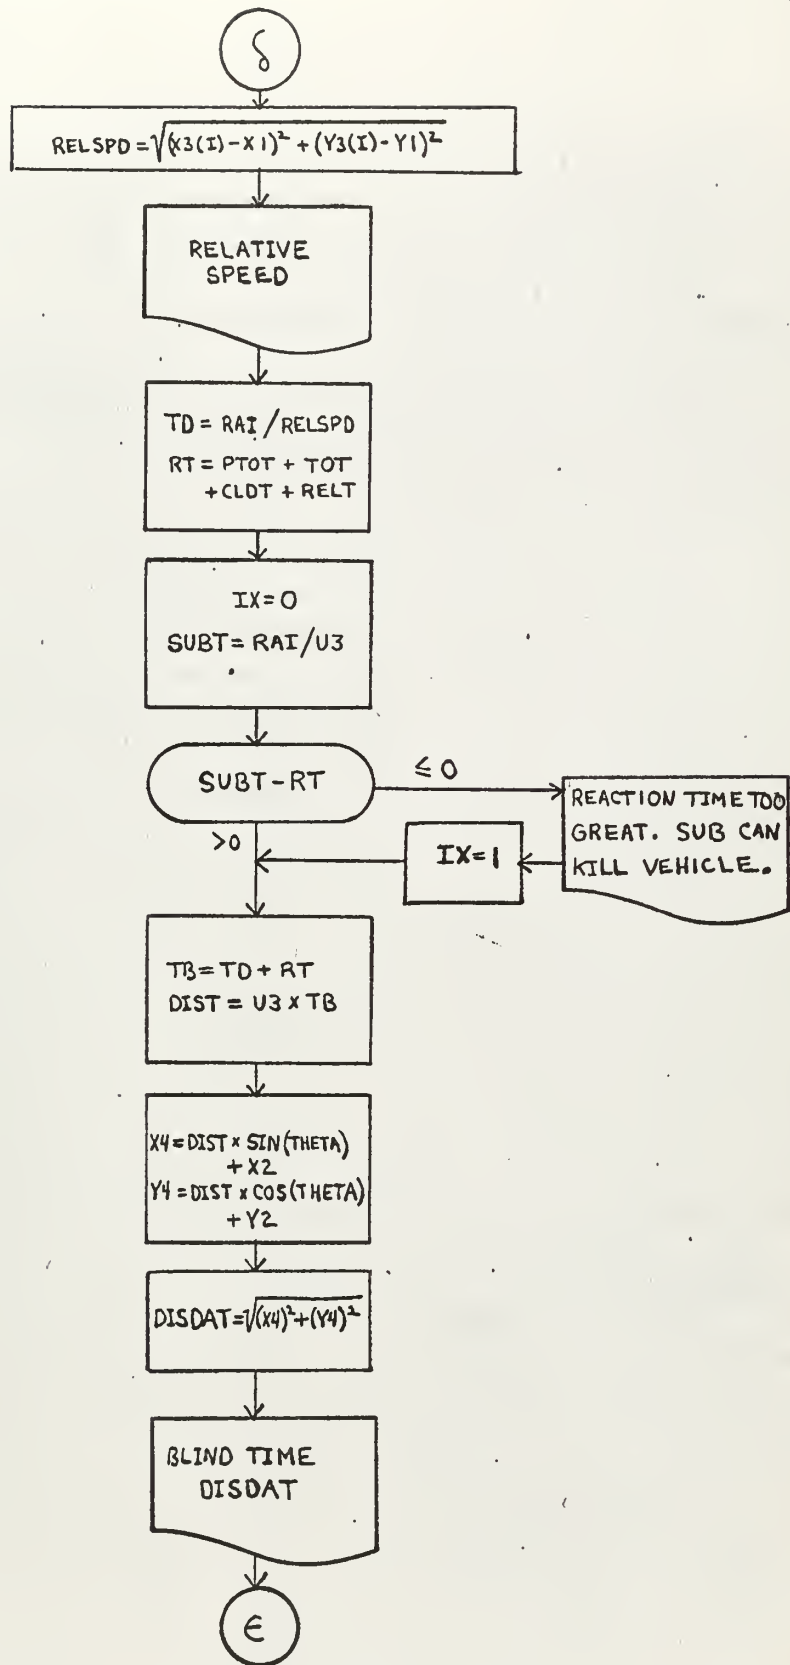 δ
RELSPD = √(X3(I)-X1)² + (Y3(I)-Y1)²
RELATIVE
SPEED
TD = RAI/RELSPD
RT = PTOT + TOT
+CLDT + RELT
IX=0
SUBT= RAI/U3
SUBT-RT
≤ 0
>0
REACTION TIME TOO
GREAT. SUB CAN
KILL VEHICLE.
IX=1
TB=TD+RT
DIST = U3 x TB
X4=DIST x SIN(THETA)
+X2
Y4=DIST x COS(THETA)
+Y2
DISDAT=√(X4)²+(Y4)²
BLIND TIME
DISDAT
ϵ